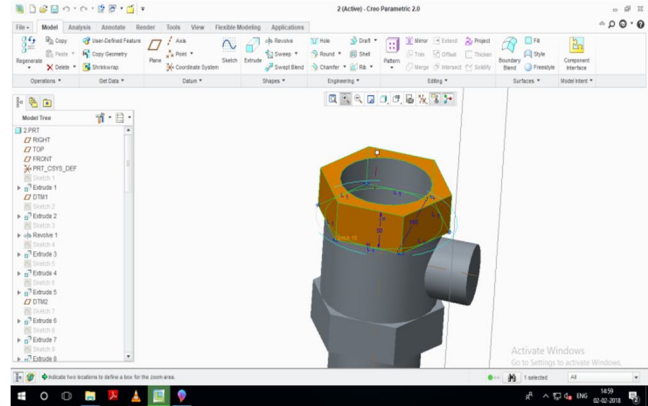 2 (Active) - Creo Parametric 2.0
File Model Analysis Annotate Render Tools View Flexible Modeling Applications
Regenerate
Copy
Paste
Delete
User-Defined Feature
Copy Geometry
Shrinkwrap
Plane
Axis
Point
Coordinate System
Sketch
Extrude
Revolve
Sweep
Swept Blend
Hole
Round
Chamfer
Draft
Shell
Rib
Pattern
Mirror
Trim
Merge
Extend
Offset
Intersect
Project
Thicken
Solidify
Boundary Blend
Fill
Style
Freestyle
Component Interface
Operations Get Data Datum Shapes Engineering Editing Surfaces Model Intent
Model Tree
2.PRT
RIGHT
TOP
FRONT
PRT_CSYS_DEF
Sketch 1
Extrude 1
DTM1
Sketch 2
Extrude 2
Sketch 3
Revolve 1
Sketch 4
Extrude 3
Sketch 5
Extrude 4
Sketch 6
Extrude 5
DTM2
Sketch 7
Extrude 6
Sketch 8
Extrude 7
Sketch 9
Extrude 8
Activate Windows
Go to Settings to activate Windows.
Indicate two locations to define a box for the zoom area.
1 selected
All
ENG
14:59
02-02-2018